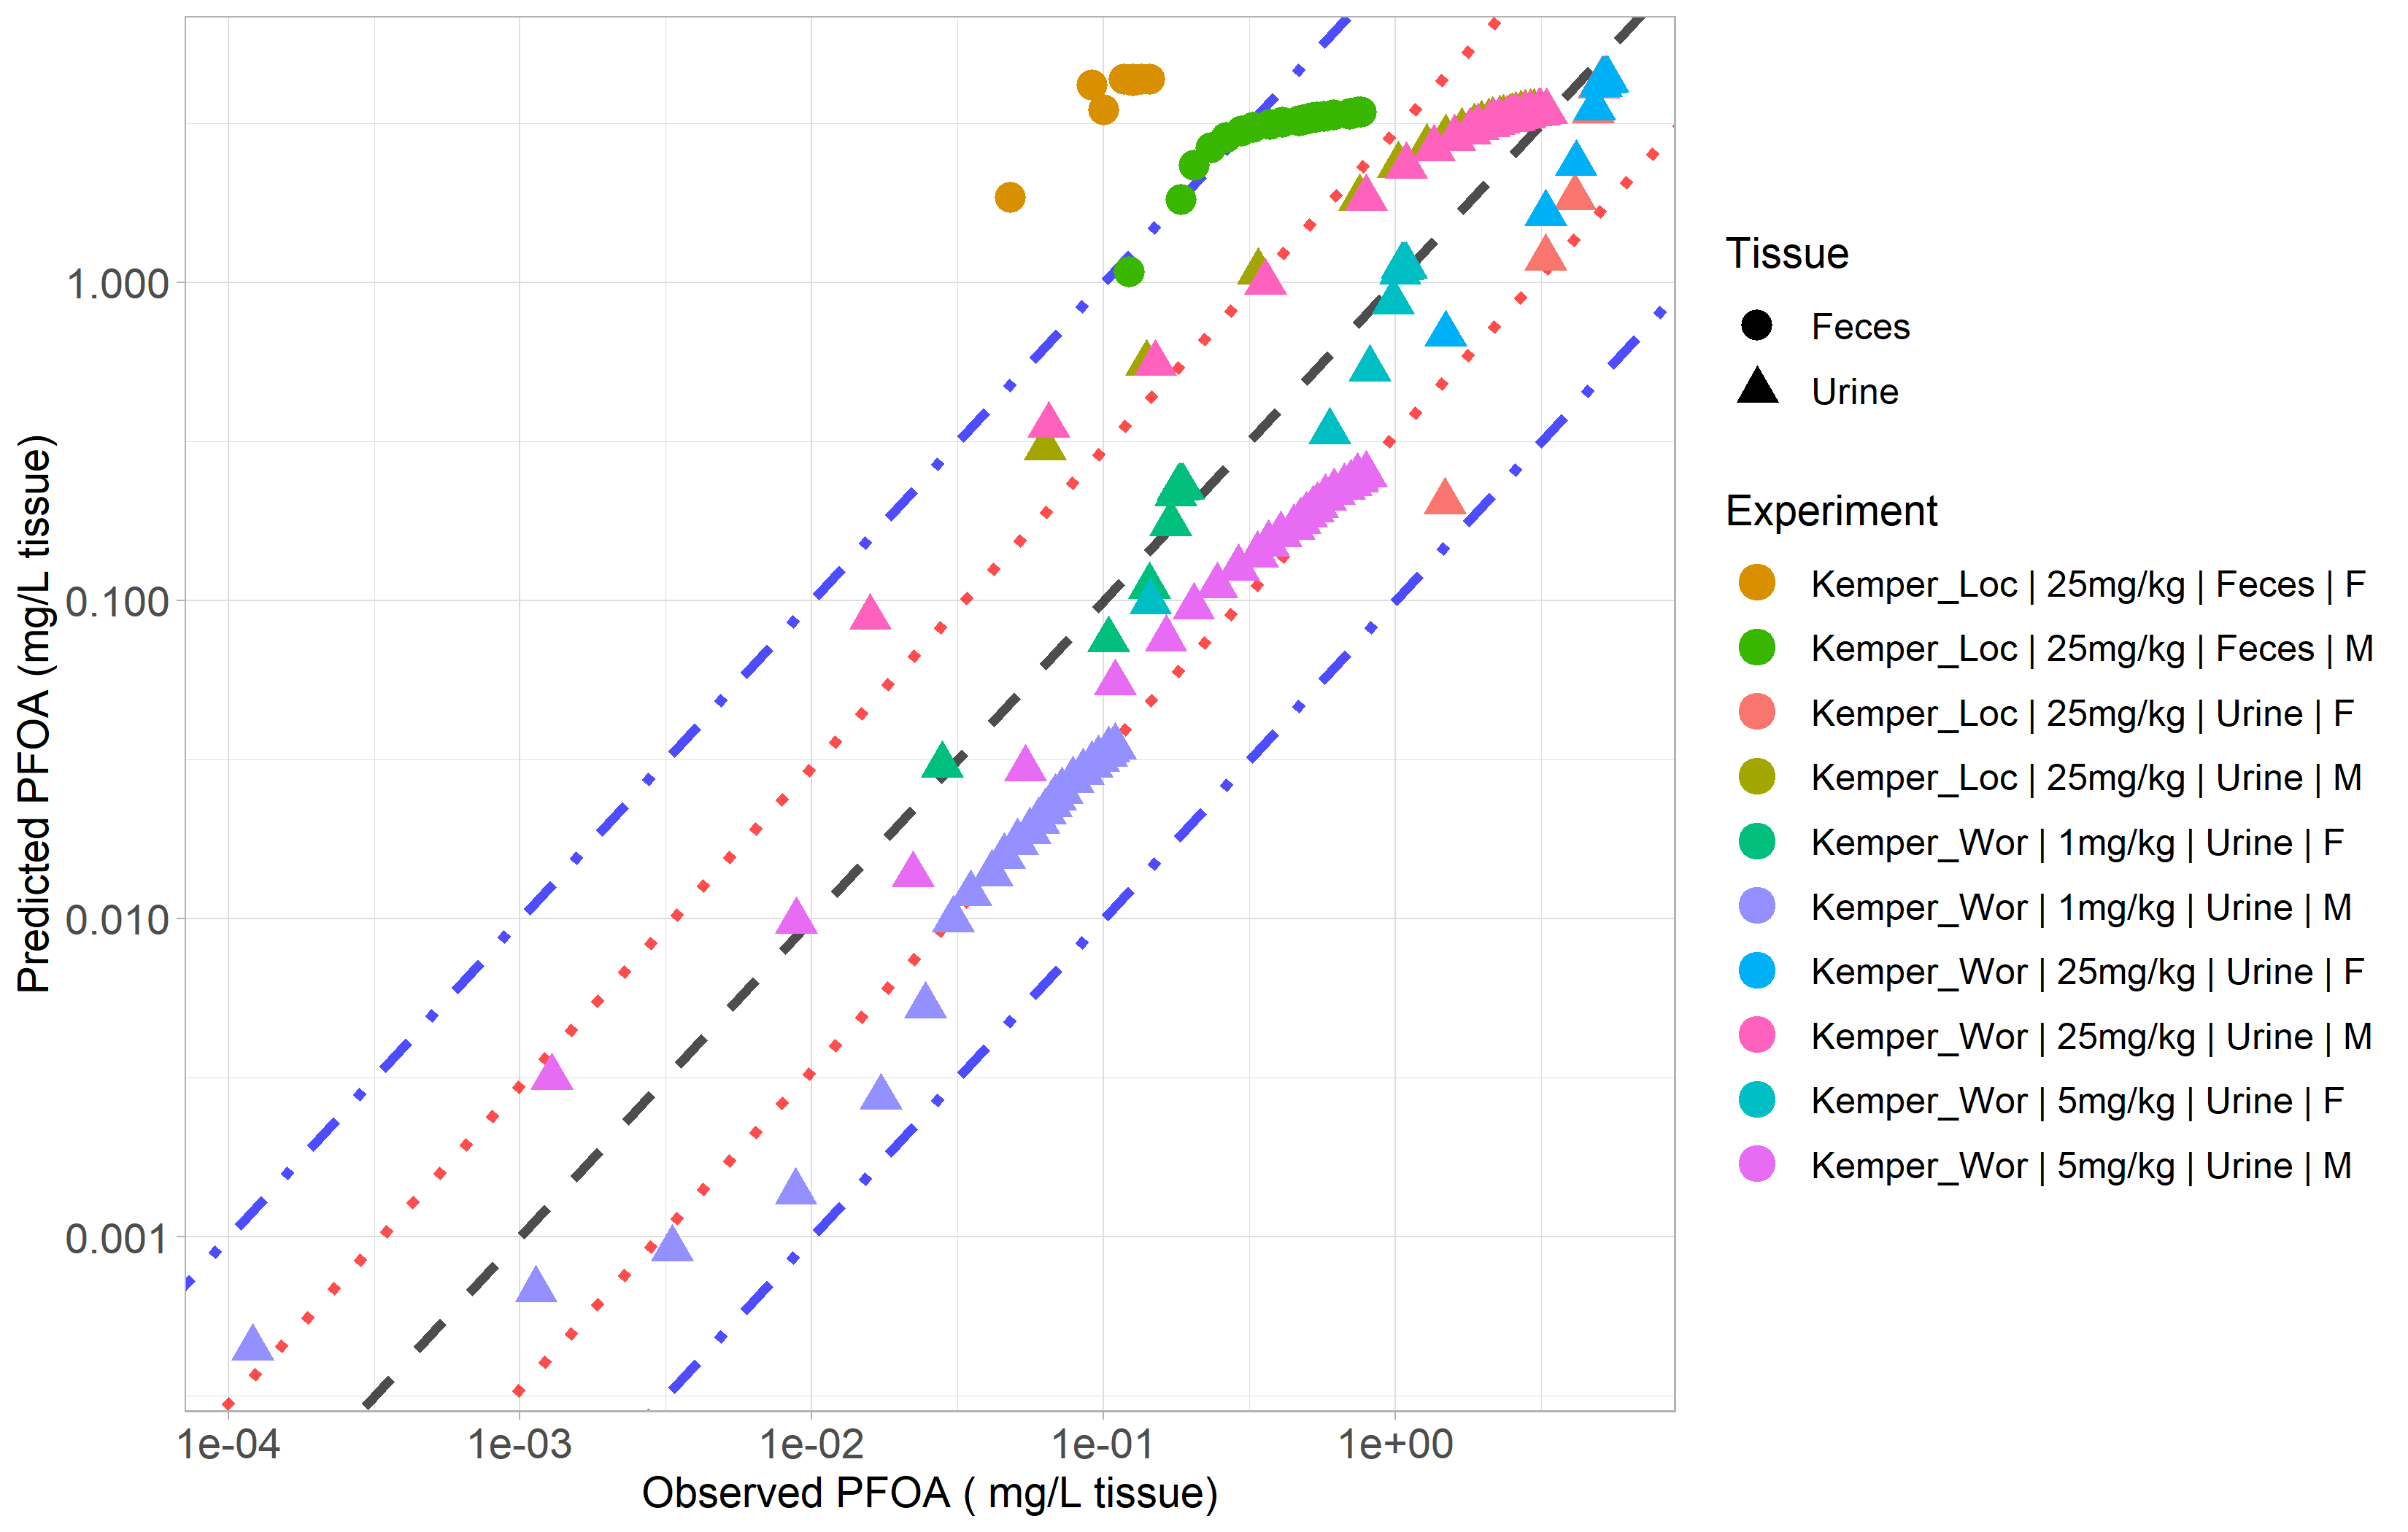 Predicted PFOA (mg/L tissue)
1.000
0.100
0.010
0.001
1e-04 1e-03 1e-02 1e-01 1e+00
Observed PFOA ( mg/L tissue)
Tissue
Feces
Urine
Experiment
Kemper_Loc | 25mg/kg | Feces | F
Kemper_Loc | 25mg/kg | Feces | M
Kemper_Loc | 25mg/kg | Urine | F
Kemper_Loc | 25mg/kg | Urine | M
Kemper_Wor | 1mg/kg | Urine | F
Kemper_Wor | 1mg/kg | Urine | M
Kemper_Wor | 25mg/kg | Urine | F
Kemper_Wor | 25mg/kg | Urine | M
Kemper_Wor | 5mg/kg | Urine | F
Kemper_Wor | 5mg/kg | Urine | M